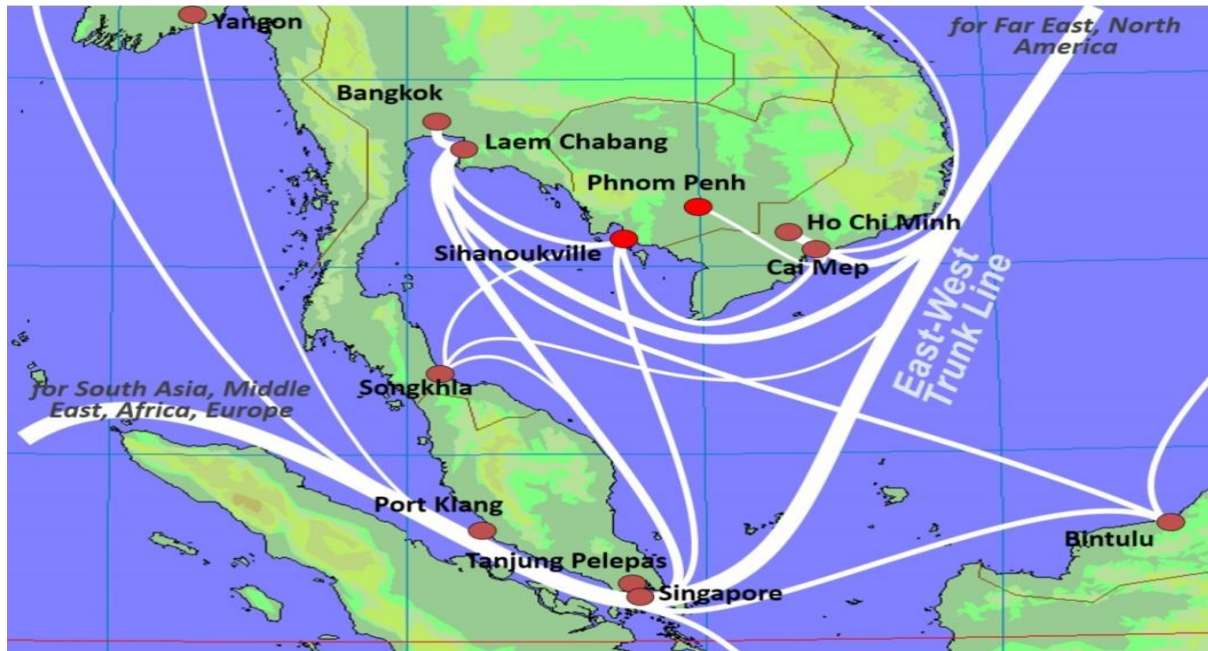 Yangon
for Far East, North
America
Bangkok
Laem Chabang
Phnom Penh
Ho Chi Minh
Sihanoukville
Cai Mep
East-West
Trunk Line
for South Asia, Middle
East, Africa, Europe
Songkhla
Port Klang
Bintulu
Tanjung Pelepas
Singapore